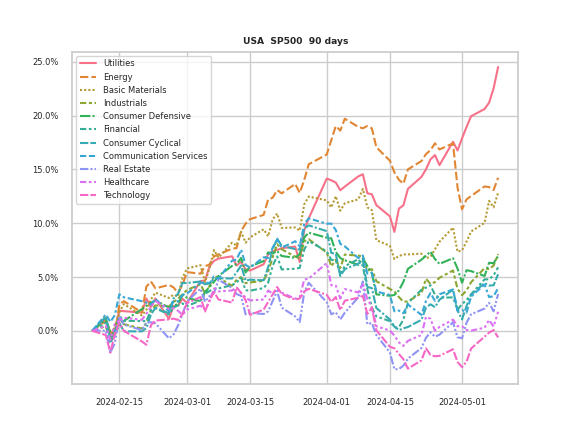 USA SP500 90 days
25.0%
20.0%
15.0%
10.0%
5.0%
0.0%
Utilities
Energy
Basic Materials
Industrials
Consumer Defensive
Financial
Consumer Cyclical
Communication Services
Real Estate
Healthcare
Technology
2024-02-15
2024-03-01
2024-03-15
2024-04-01
2024-04-15
2024-05-01